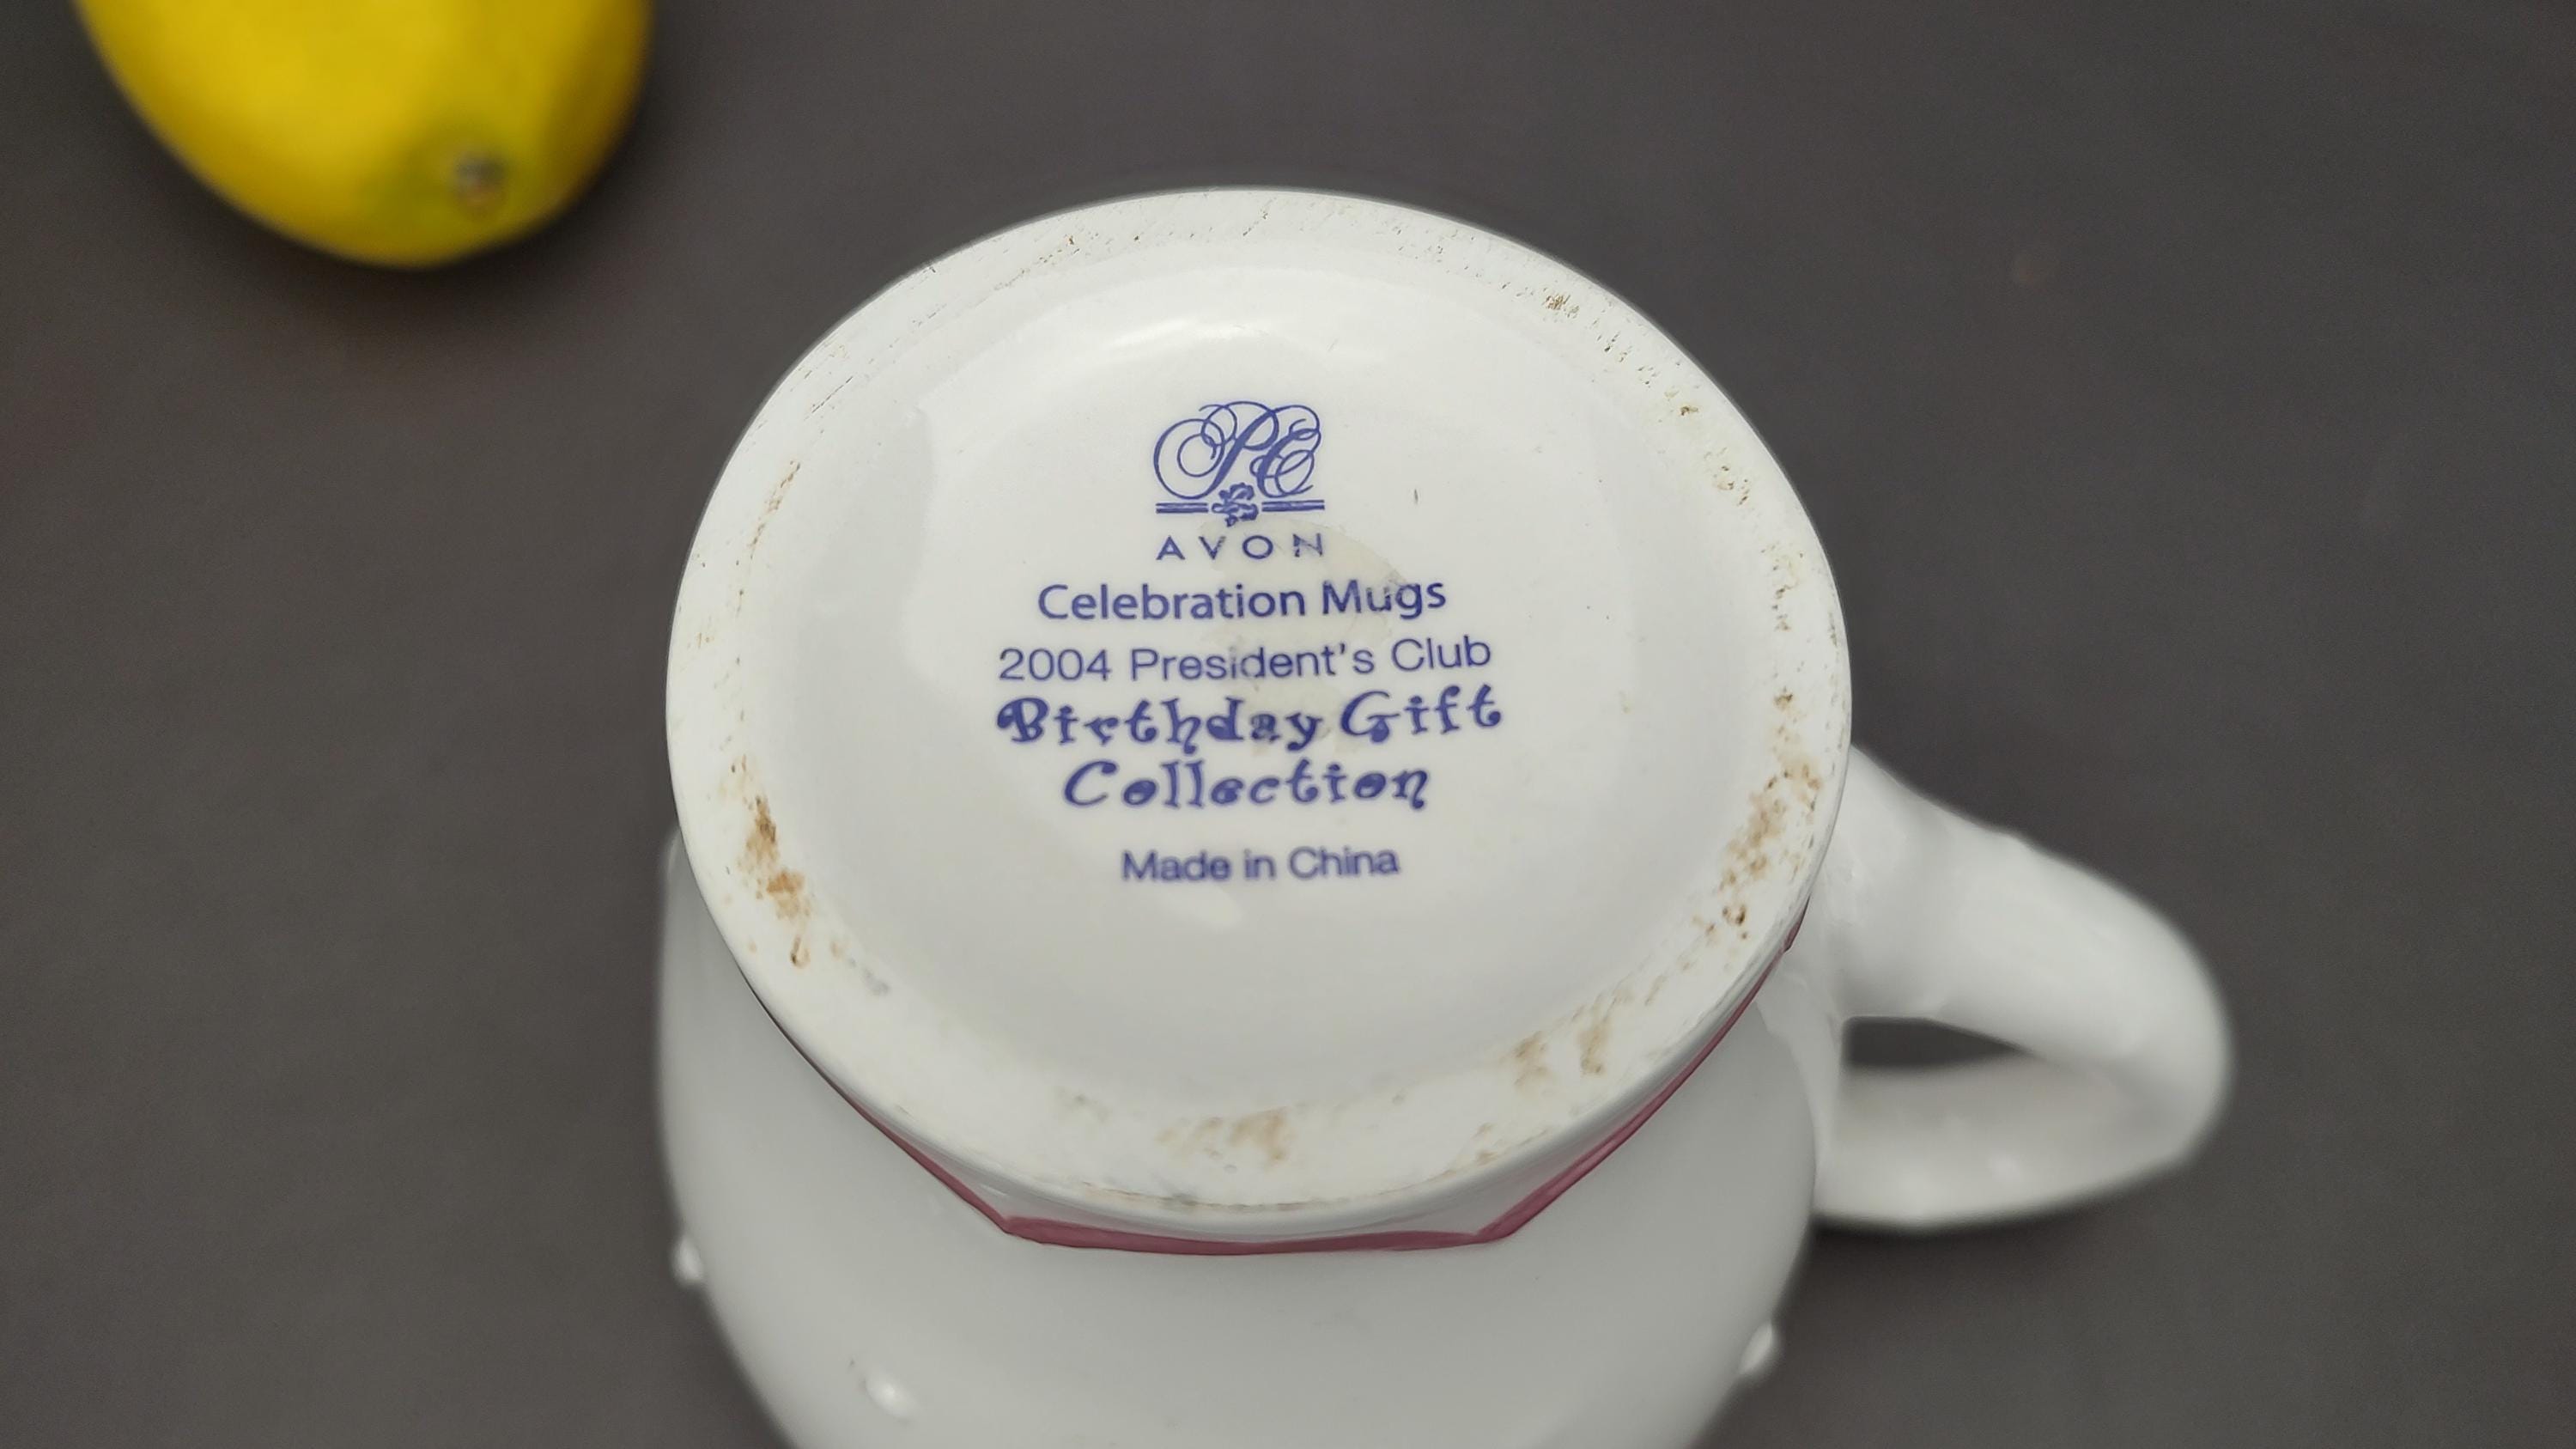 PC
AVON
Celebration Mugs
2004 President's Club
Birthday Gift
Collection
Made in China